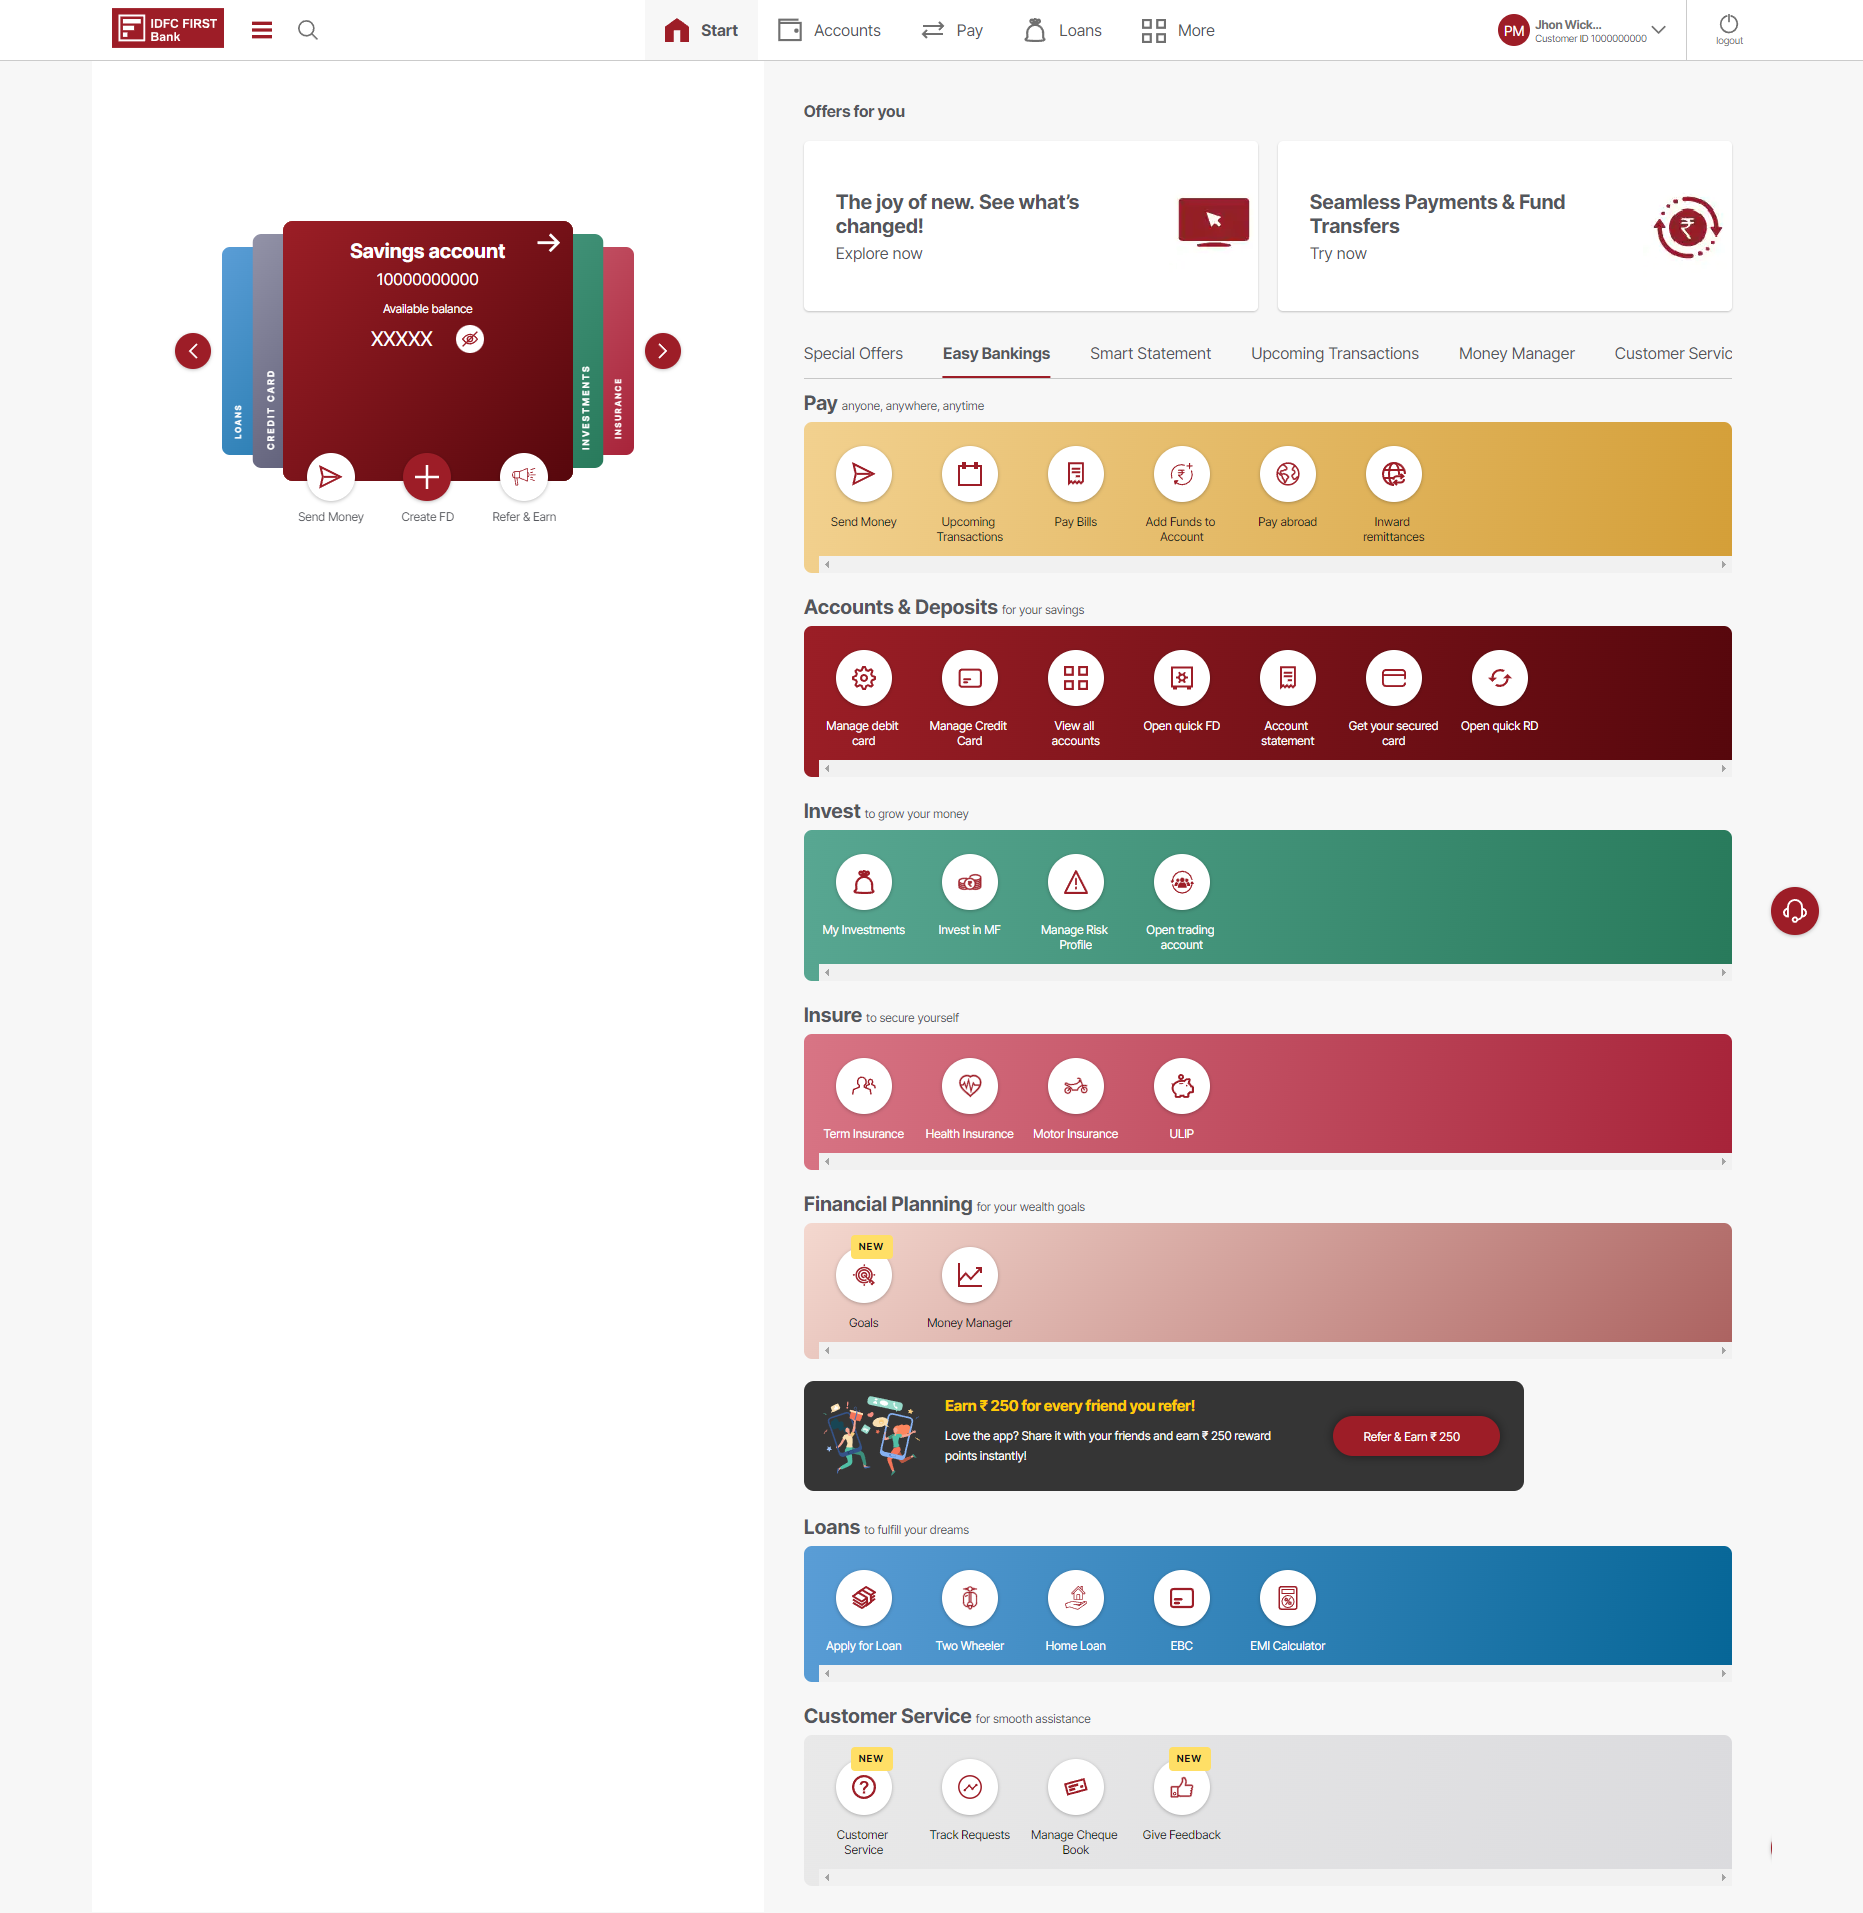 IDFC FIRST
Bank
Start
Accounts
Pay
Loans
More
PM
Jhon Wick...
Customer ID 1000000000
logout
Savings account
10000000000
Available balance
XXXXX
LOANS
CREDIT CARD
INVESTMENTS
INSURANCE
Send Money
Create FD
Refer & Earn
Offers for you
The joy of new. See what's
changed!
Explore now
Seamless Payments & Fund
Transfers
Try now
Special Offers
Easy Bankings
Smart Statement
Upcoming Transactions
Money Manager
Customer Servic
Pay anyone, anywhere, anytime
Send Money
Upcoming
Transactions
Pay Bills
Add Funds to
Account
Pay abroad
Inward
remittances
Accounts & Deposits for your savings
Manage debit
card
Manage Credit
Card
View all
accounts
Open quick FD
Account
statement
Get your secured
card
Open quick RD
Invest to grow your money
My Investments
Invest in MF
Manage Risk
Profile
Open trading
account
Insure to secure yourself
Term Insurance
Health Insurance
Motor Insurance
ULIP
Financial Planning for your wealth goals
NEW
Goals
Money Manager
Earn ₹ 250 for every friend you refer!
Love the app? Share it with your friends and earn ₹ 250 reward
points instantly!
Refer & Earn ₹ 250
Loans to fulfill your dreams
Apply for Loan
Two Wheeler
Home Loan
EBC
EMI Calculator
Customer Service for smooth assistance
NEW
Customer
Service
Track Requests
Manage Cheque
Book
NEW
Give Feedback